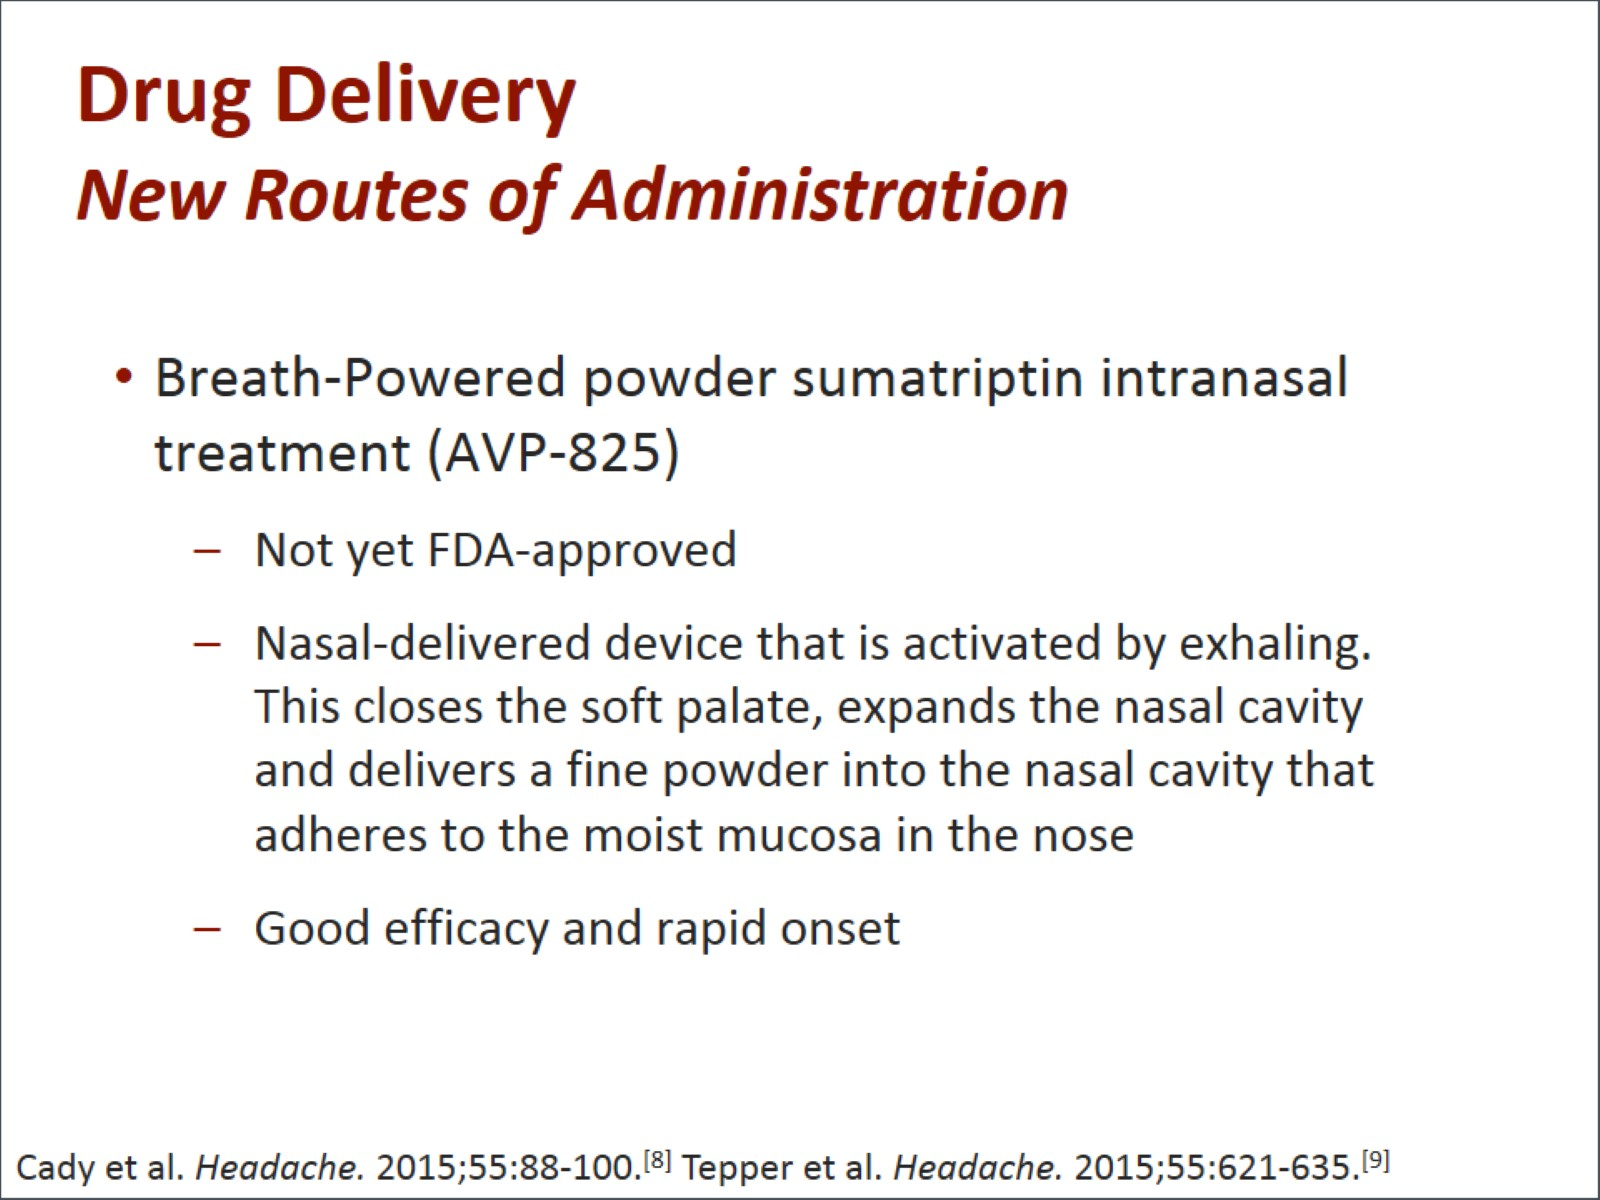 Drug Delivery
New Routes of Administration
• Breath-Powered powder sumatriptin intranasal
treatment (AVP-825)
– Not yet FDA-approved
– Nasal-delivered device that is activated by exhaling.
This closes the soft palate, expands the nasal cavity
and delivers a fine powder into the nasal cavity that
adheres to the moist mucosa in the nose
– Good efficacy and rapid onset
Cady et al. Headache. 2015;55:88-100.[8] Tepper et al. Headache. 2015;55:621-635.[9]